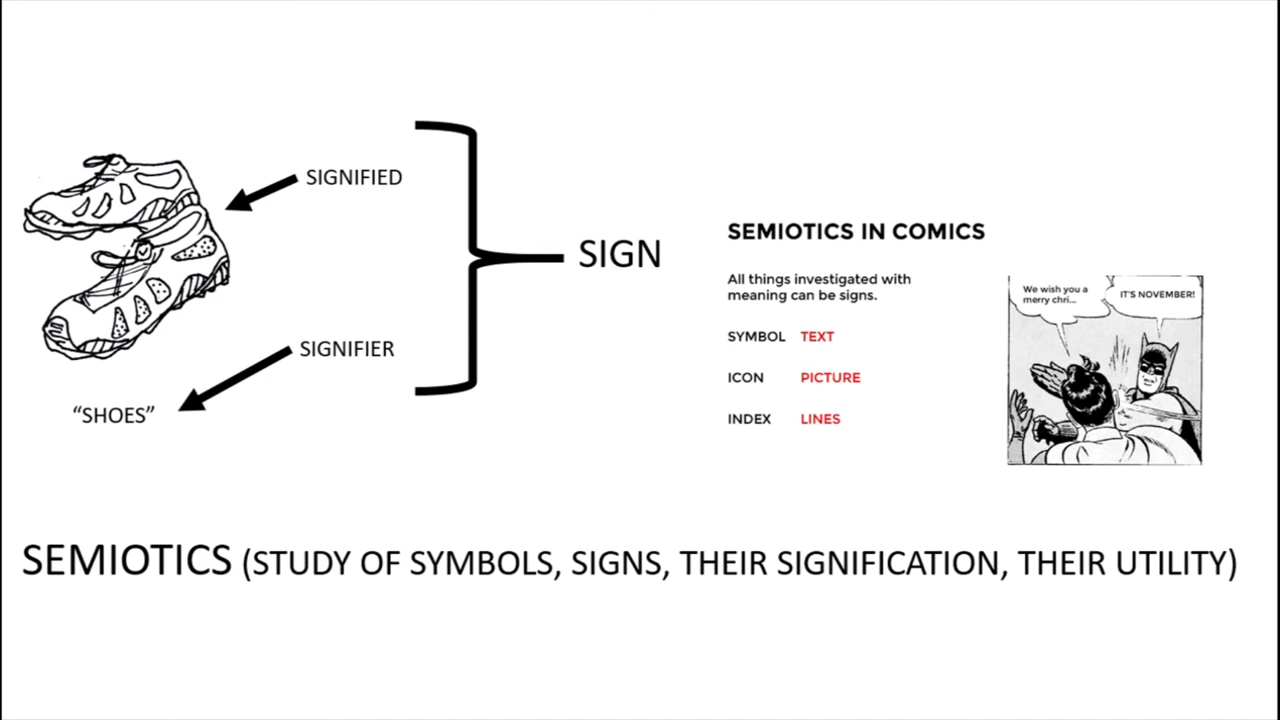 SIGNIFIED
SIGN
SIGNIFIER
“SHOES”
SEMIOTICS IN COMICS
All things investigated with
meaning can be signs.
SYMBOL TEXT
ICON PICTURE
INDEX LINES
We wish you a
merry chri...
IT'S NOVEMBER!
SEMIOTICS (STUDY OF SYMBOLS, SIGNS, THEIR SIGNIFICATION, THEIR UTILITY)